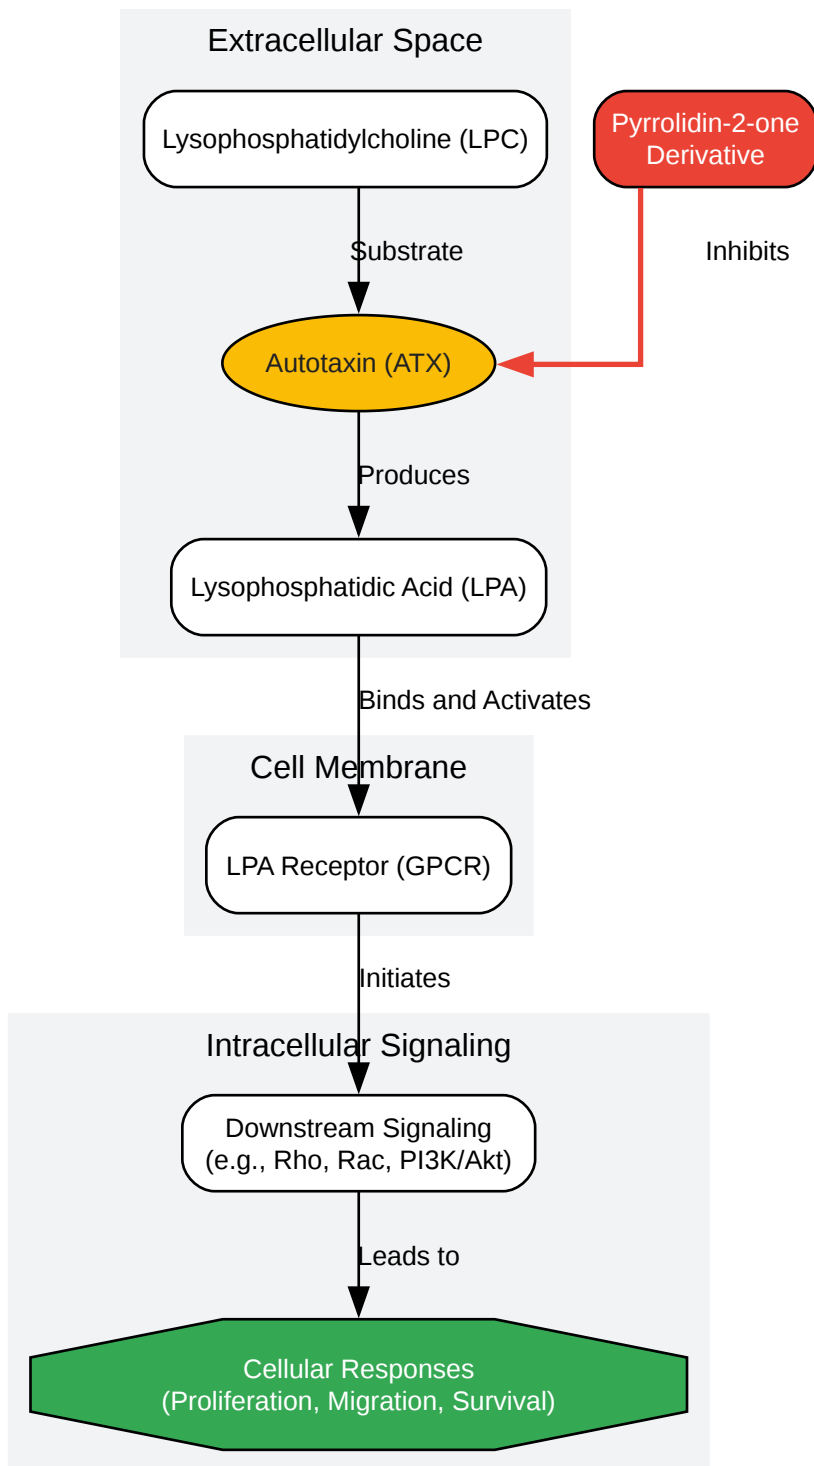 Extracellular Space
Lysophosphatidylcholine (LPC)
Pyrrolidin-2-one
Derivative
Substrate
Inhibits
Autotaxin (ATX)
Produces
Lysophosphatidic Acid (LPA)
Binds and Activates
Cell Membrane
LPA Receptor (GPCR)
Initiates
Intracellular Signaling
Downstream Signaling
(e.g., Rho, Rac, PI3K/Akt)
Leads to
Cellular Responses
(Proliferation, Migration, Survival)